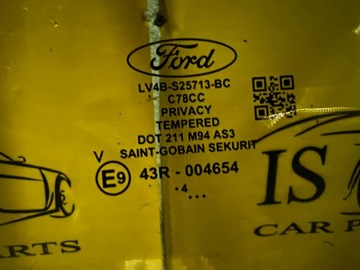 Ford
LV4B-S25713-BC
C78CC
PRIVACY
TEMPERED
DOT 211 M94 AS3
SAINT-GOBAIN SEKURIT
V
E9 43R - 004654
. 4 ...
IS
CAR P
ARTS